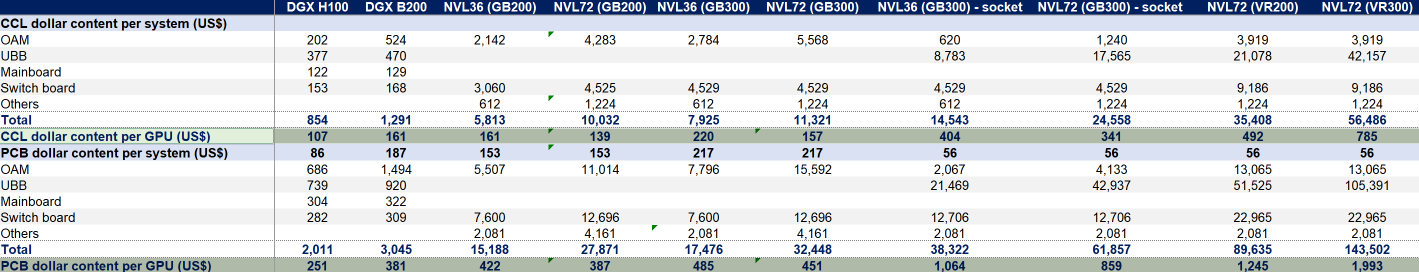 DGX H100 DGX B200 NVL36 (GB200) NVL72 (GB200) NVL36 (GB300) NVL72 (GB300) NVL36 (GB300) - socket NVL72 (GB300) - socket NVL72 (VR200) NVL72 (VR300)
CCL dollar content per system (US$)
OAM 202 524 2,142 4,283 2,784 5,568 620 1,240 3,919 3,919
UBB 377 470 8,783 17,565 21,078 42,157
Mainboard 122 129
Switch board 153 168 3,060 4,525 4,529 4,529 4,529 4,529 9,186 9,186
Others 612 1,224 612 1,224 612 1,224 1,224 1,224
Total 854 1,291 5,813 10,032 7,925 11,321 14,543 24,558 35,408 56,486
CCL dollar content per GPU (US$) 107 161 161 139 220 157 404 341 492 785
PCB dollar content per system (US$) 86 187 153 153 217 217 56 56 56 56
OAM 686 1,494 5,507 11,014 7,796 15,592 2,067 4,133 13,065 13,065
UBB 739 920 21,469 42,937 51,525 105,391
Mainboard 304 322
Switch board 282 309 7,600 12,696 7,600 12,696 12,706 12,706 22,965 22,965
Others 2,081 4,161 2,081 4,161 2,081 2,081 2,081 2,081
Total 2,011 3,045 15,188 27,871 17,476 32,448 38,322 61,857 89,635 143,502
PCB dollar content per GPU (US$) 251 381 422 387 485 451 1,064 859 1,245 1,993